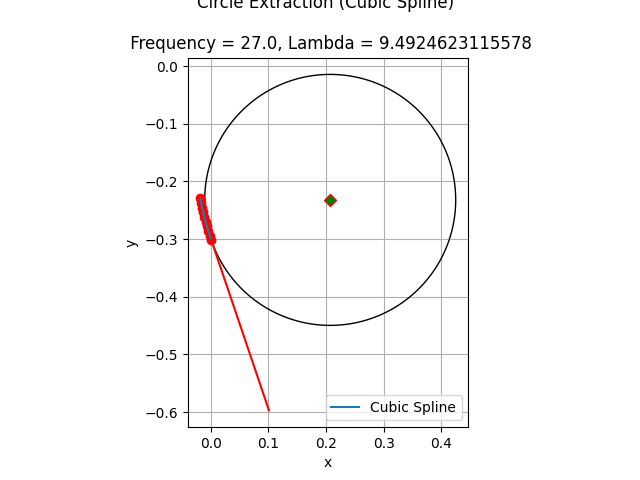 Circle Extraction (Cubic Spline)
Frequency = 27.0, Lambda = 9.4924623115578
0.0
−0.1
−0.2
−0.3
−0.4
−0.5
−0.6
y
Cubic Spline
0.0 0.1 0.2 0.3 0.4
x